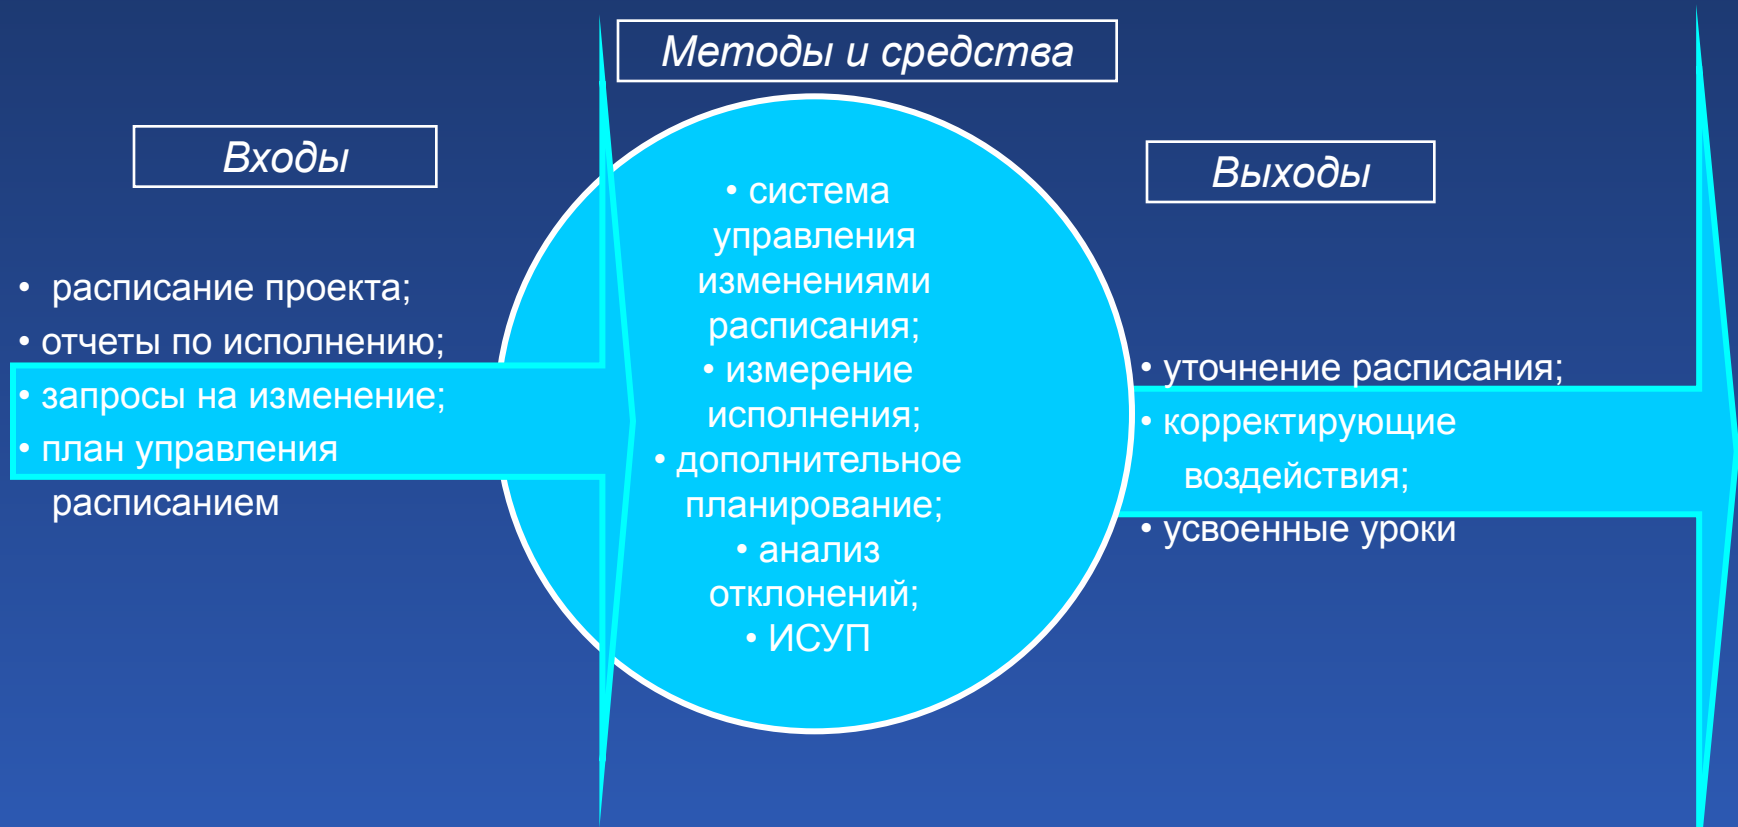 Методы и средства
Входы
• расписание проекта;
• отчеты по исполнению;
• запросы на изменение;
• план управления
расписанием
• система
управления
изменениями
расписания;
• измерение
исполнения;
• дополнительное
планирование;
• анализ
отклонений;
• ИСУП
Выходы
• уточнение расписания;
• корректирующие
воздействия;
• усвоенные уроки